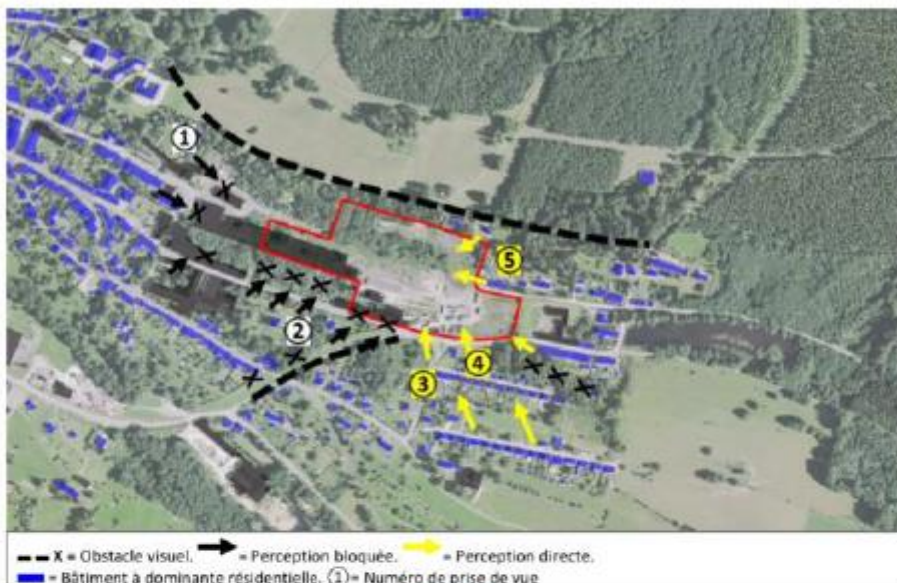 1
2
3
4
5
X = Obstacle visuel. = Perception bloquée. = Perception directe.
= Bâtiment à dominante résidentielle. 1 = Numéro de prise de vue